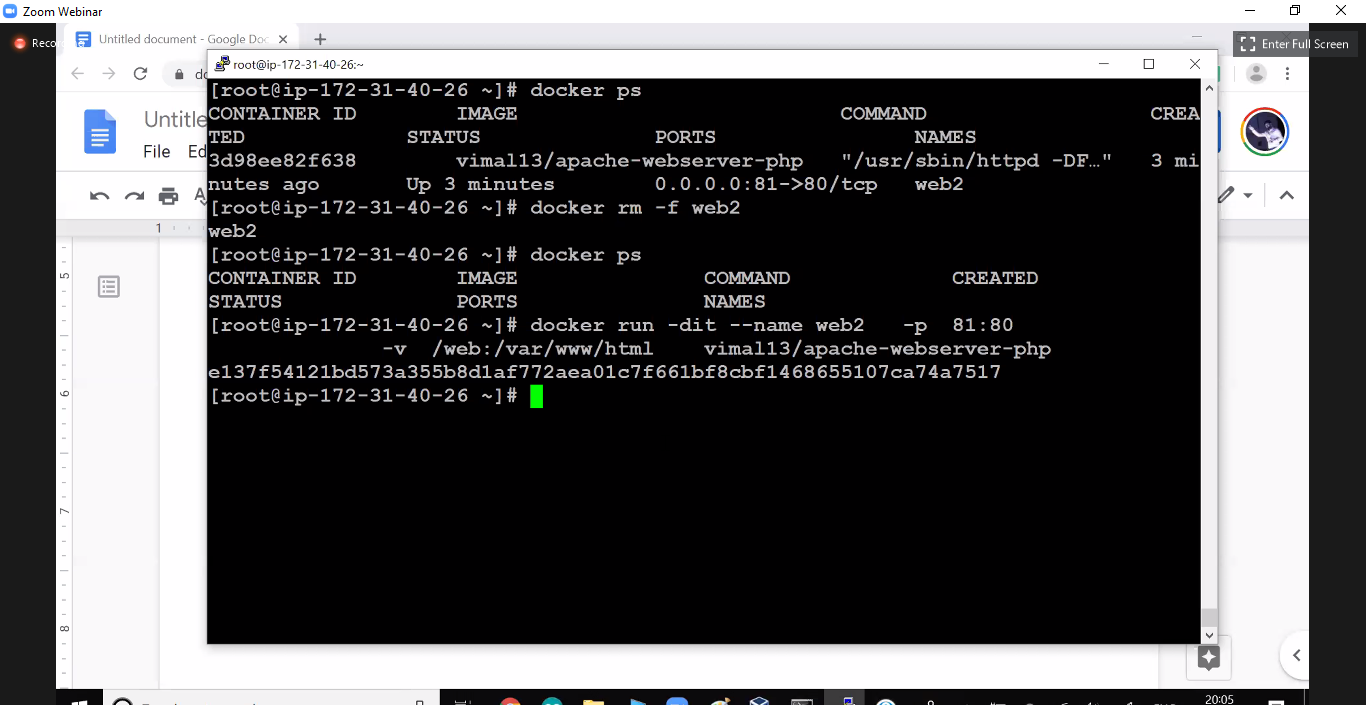 Zoom Webinar
Untitled document - Google Doc
Enter Full Screen
root@ip-172-31-40-26:~
Untitle
File Ed
1
5
6
7
8
[root@ip-172-31-40-26 ~]# docker ps
CONTAINER ID IMAGE COMMAND CREA
TED STATUS PORTS NAMES
3d98ee82f638 vimal13/apache-webserver-php "/usr/sbin/httpd -DF…" 3 mi
nutes ago Up 3 minutes 0.0.0.0:81->80/tcp web2
[root@ip-172-31-40-26 ~]# docker rm -f web2
web2
[root@ip-172-31-40-26 ~]# docker ps
CONTAINER ID IMAGE COMMAND CREATED
STATUS PORTS NAMES
[root@ip-172-31-40-26 ~]# docker run -dit --name web2 -p 81:80
-v /web:/var/www/html vimal13/apache-webserver-php
e137f54121bd573a355b8d1af772aea01c7f661bf8cbf1468655107ca74a7517
[root@ip-172-31-40-26 ~]#
20:05